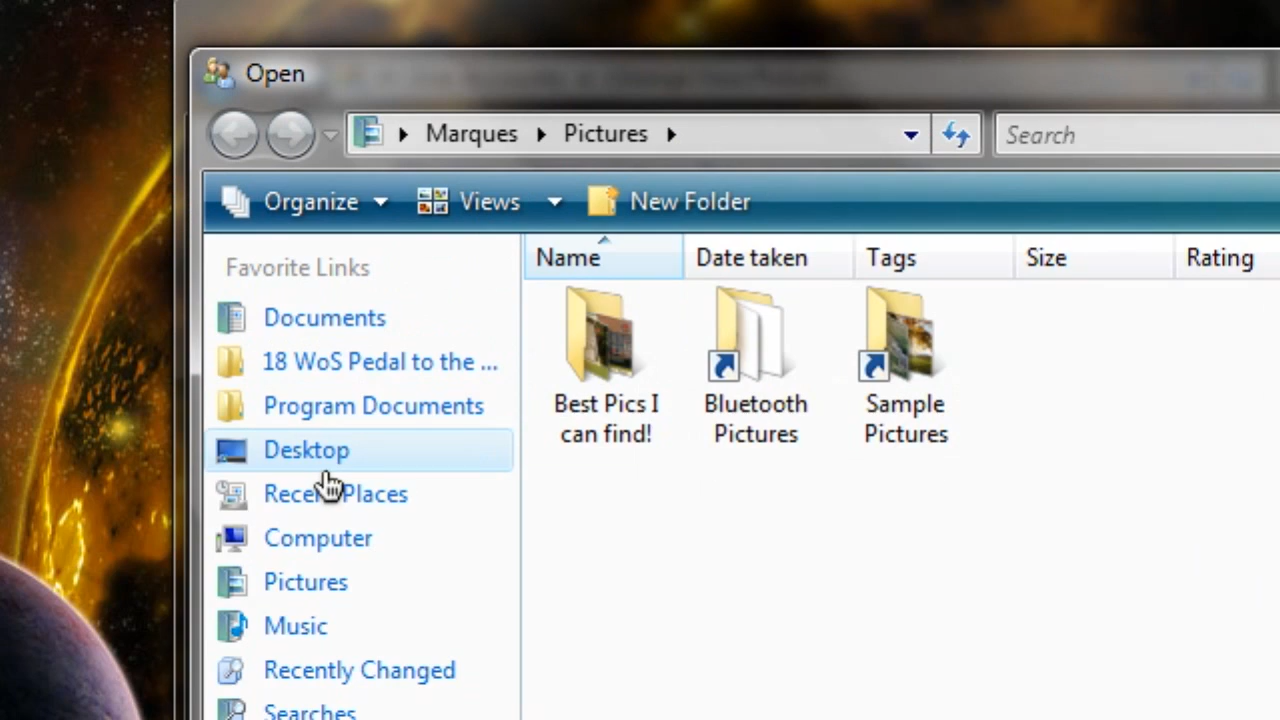 Open
Marques
Pictures
Search
Organize
Views
New Folder
Favorite Links
Documents
18 WoS Pedal to the ...
Program Documents
Desktop
Recent Places
Computer
Pictures
Music
Recently Changed
Searches
Name
Date taken
Tags
Size
Rating
Best Pics I
can find!
Bluetooth
Pictures
Sample
Pictures